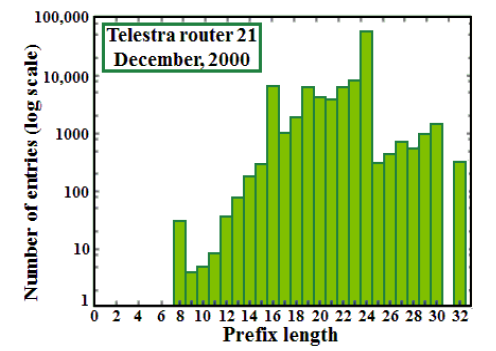 Telestra router 21
December, 2000
Number of entries (log scale)
100,000
10,000
1000
100
10
1
0 2 4 6 8 10 12 14 16 18 20 22 24 26 28 30 32
Prefix length